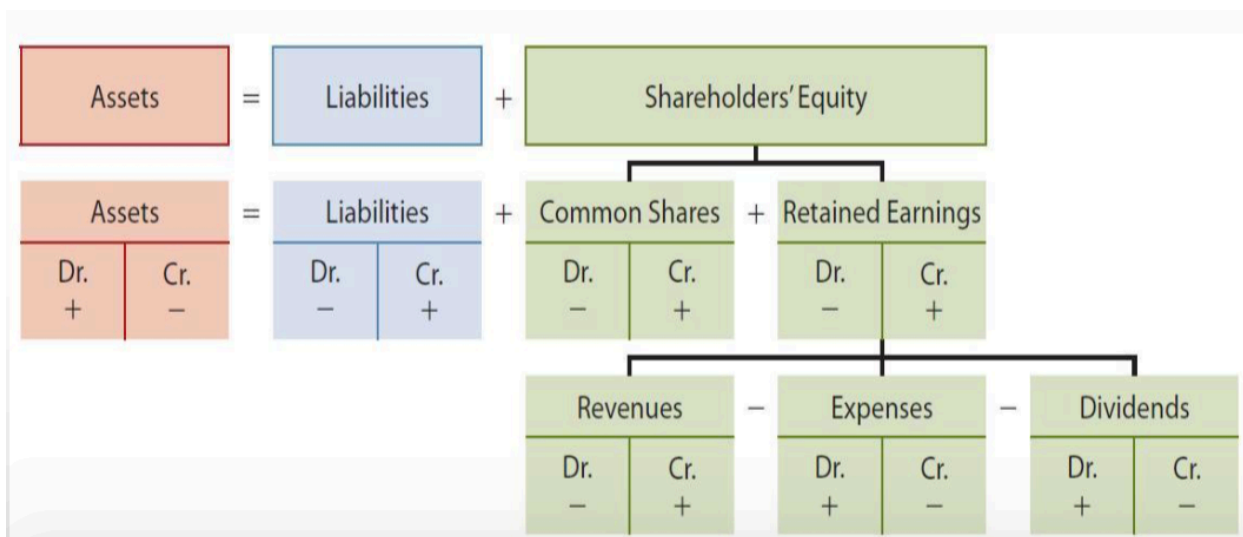 Assets = Liabilities + Shareholders' Equity
Assets = Liabilities + Common Shares + Retained Earnings
Dr. Cr. Dr. Cr. Dr. Cr. Dr. Cr.
+ − − + − + − +
Revenues − Expenses − Dividends
Dr. Cr. Dr. Cr. Dr. Cr.
− + + − + −